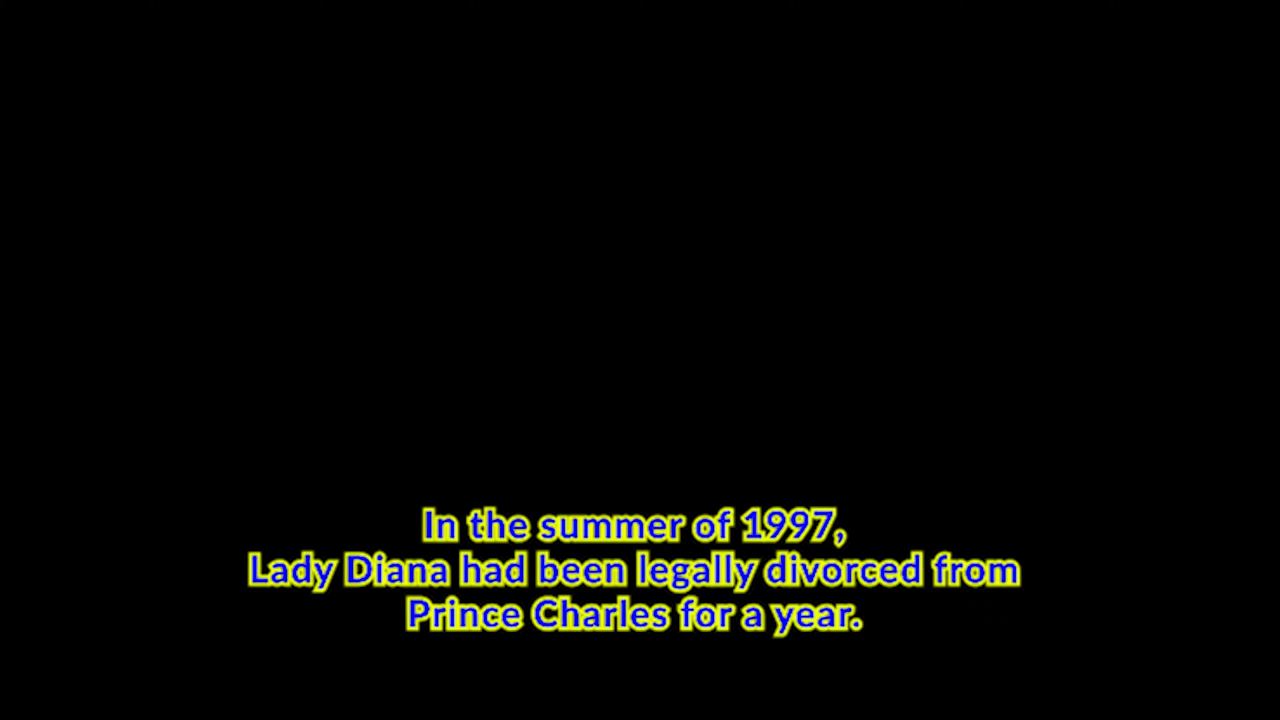 In the summer of 1997,
Lady Diana had been legally divorced from
Prince Charles for a year.